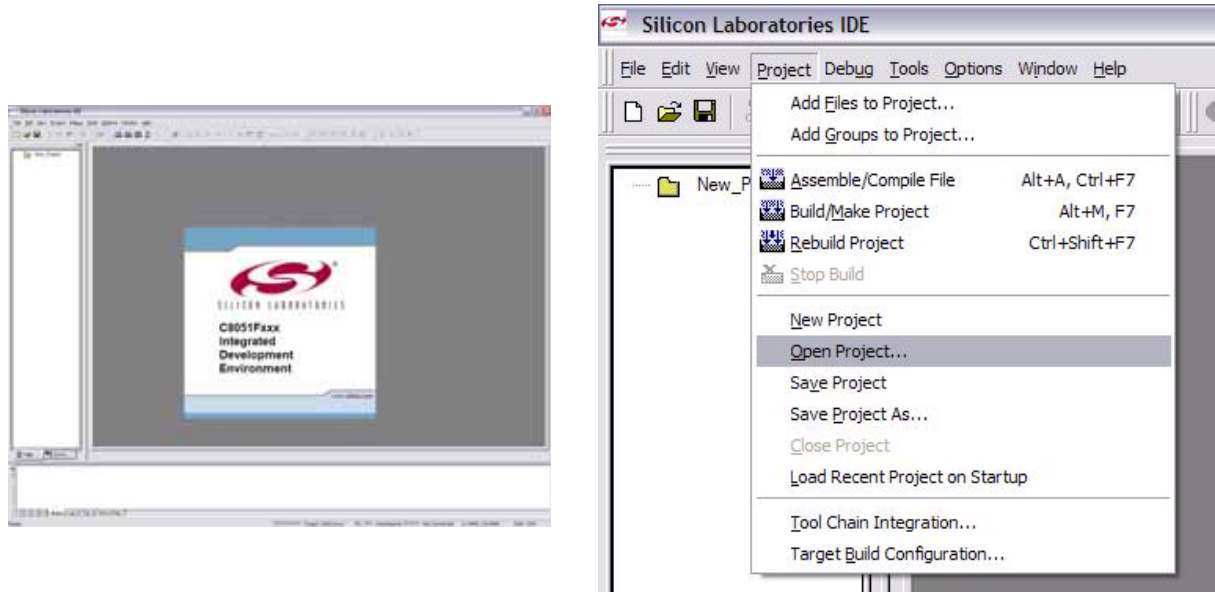 SILICON LABORATORIES
C8051Fxxx
Integrated
Development
Environment
Silicon Laboratories IDE
File Edit View Project Debug Tools Options Window Help
New_P
Add Files to Project...
Add Groups to Project...
Assemble/Compile File Alt+A, Ctrl+F7
Build/Make Project Alt+M, F7
Rebuild Project Ctrl+Shift+F7
Stop Build
New Project
Open Project...
Save Project
Save Project As...
Close Project
Load Recent Project on Startup
Tool Chain Integration...
Target Build Configuration...